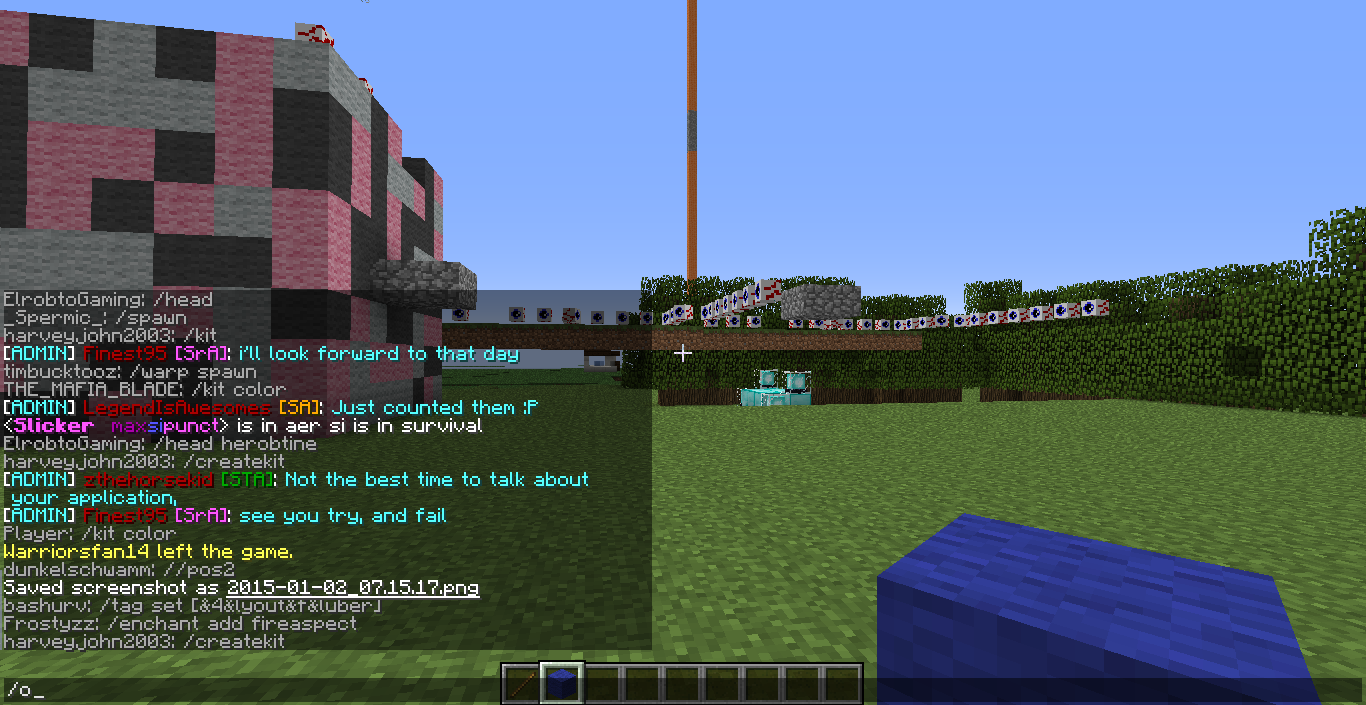 ElrobtoGaming: /head
_Spermic_: /spawn
harveyjohn2003: /kit
[ADMIN] Finest95 [SrA]: i'll look forward to that day
timbucktooz: /warp spawn
THE_MAFIA_BLADE: /kit color
[ADMIN] LegendIsAwesomes [SA]: Just counted them :P
<Slicker maxsipunct> is in aer si is in survival
ElrobtoGaming: /head herobtine
harveyjohn2003: /createkit
[ADMIN] zthehorsekid [STA]: Not the best time to talk about
your application,
[ADMIN] Finest95 [SrA]: see you try, and fail
Player: /kit color
Warriorsfan14 left the game.
dunkelschwamm: //pos2
Saved screenshot as 2015-01-02_07.15.17.png
bashurv: /tag set [&4&lyout&f&luber]
Frostyzz: /enchant add fireaspect
harveyjohn2003: /createkit
/o_